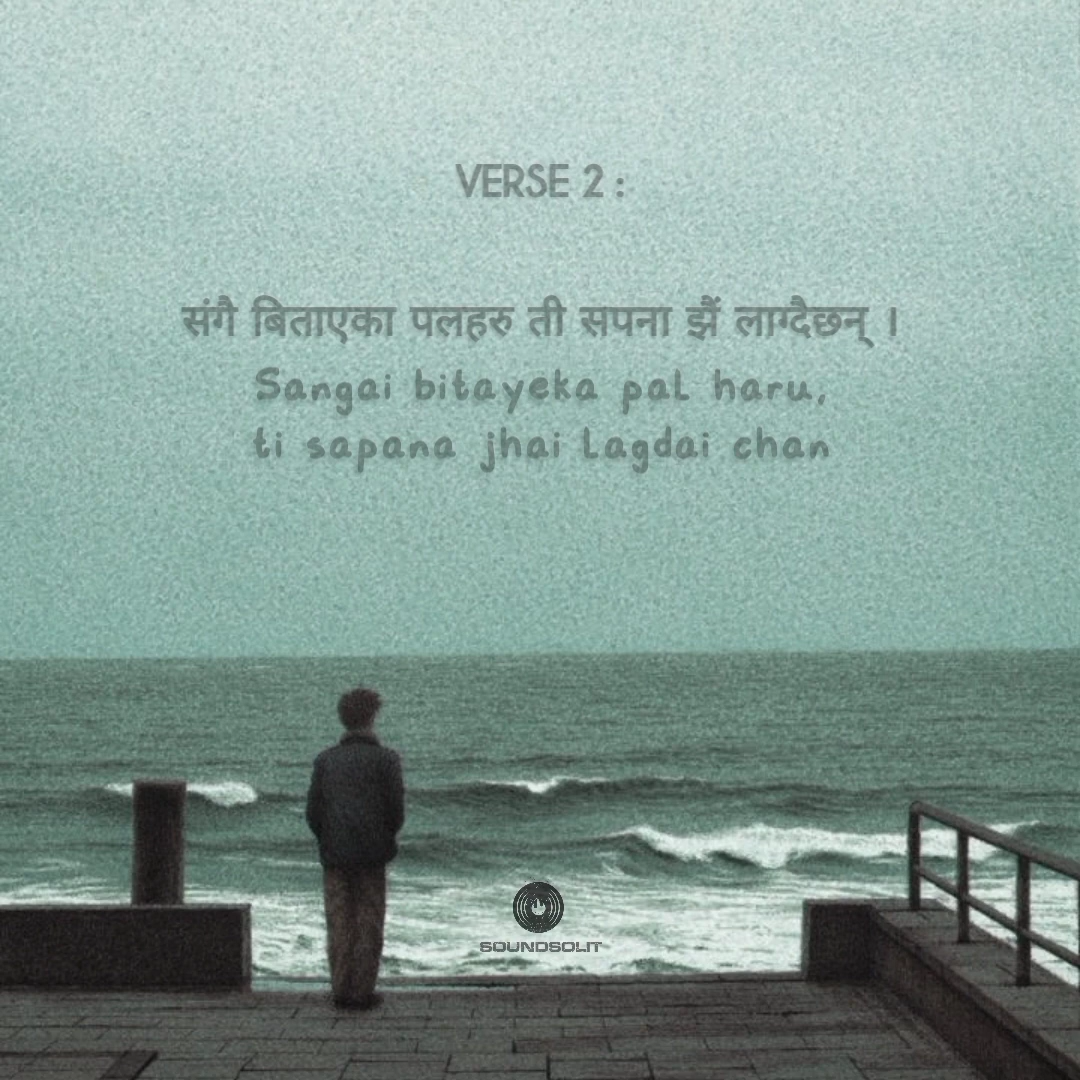 VERSE 2 :
संगै बिताएका पलहरु ती सपना झैं लाग्दैछन् ।
Sangai bitayeka pal haru,
ti sapana jhai lagdai chan
SOUNDSOLIT